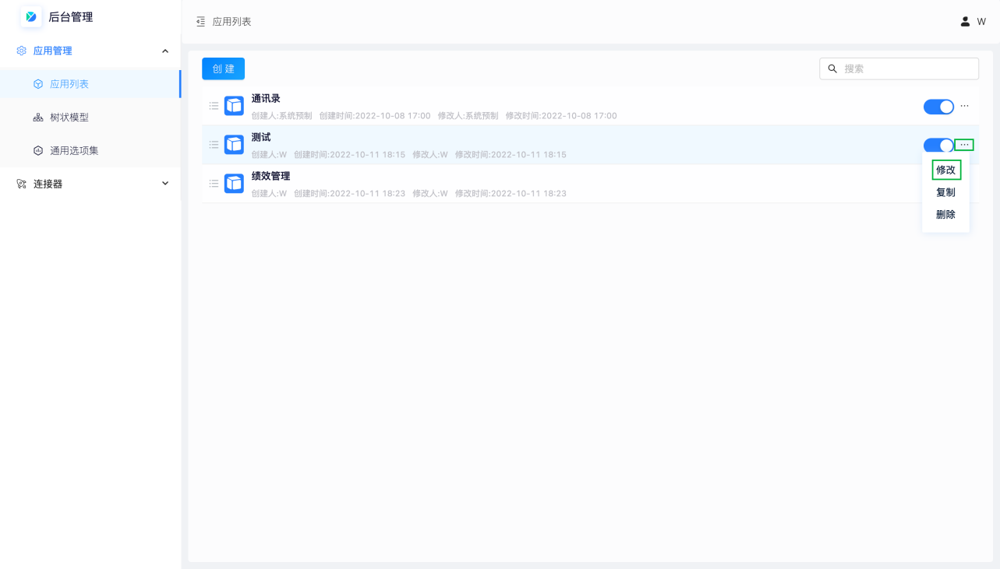 后台管理
应用列表
W
应用管理
应用列表
树状模型
通用选项集
连接器
创 建
搜索
通讯录
创建人:系统预制 创建时间:2022-10-08 17:00 修改人:系统预制 修改时间:2022-10-08 17:00
···
测试
创建人:W 创建时间:2022-10-11 18:15 修改人:W 修改时间:2022-10-11 18:15
···
绩效管理
创建人:W 创建时间:2022-10-11 18:23 修改人:W 修改时间:2022-10-11 18:23
修改
复制
删除